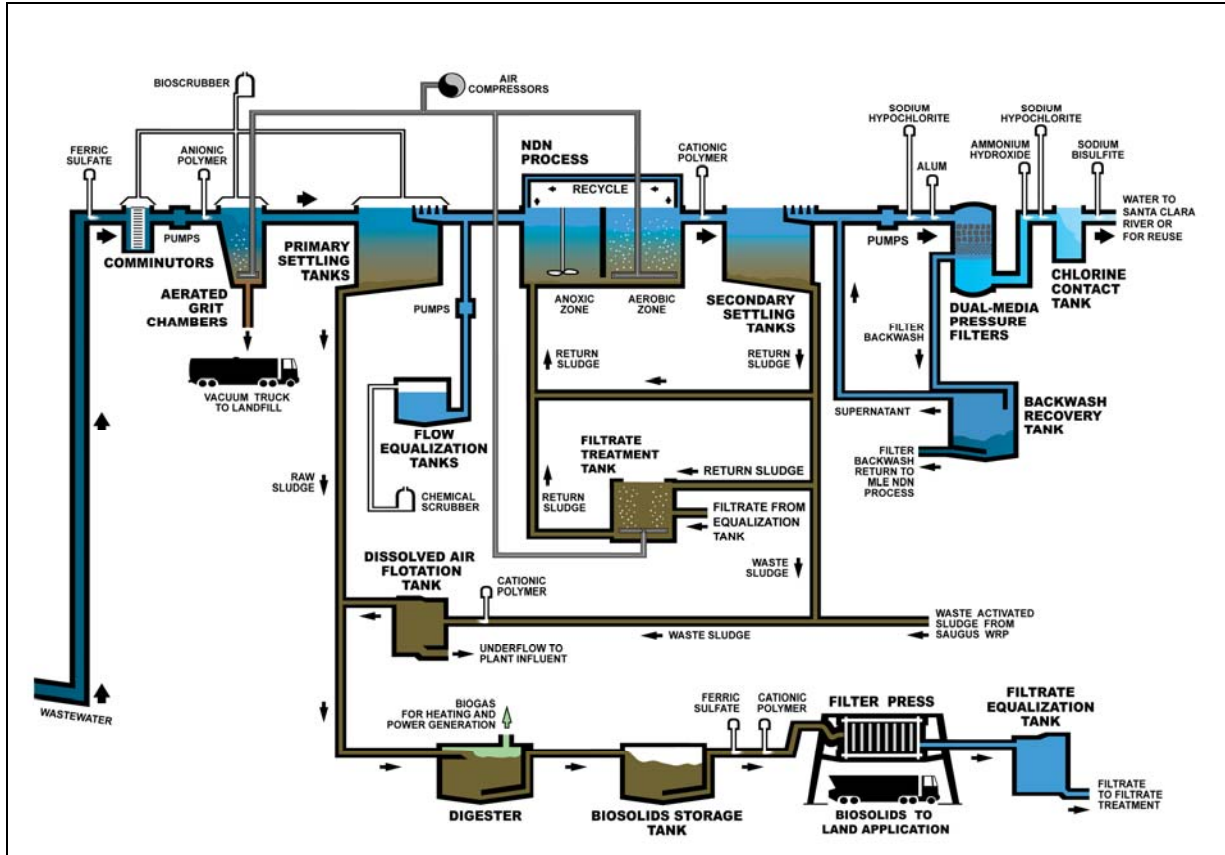 BIOSCRUBBER
AIR
COMPRESSORS
FERRIC
SULFATE
ANIONIC
POLYMER
NDN
PROCESS
RECYCLE
CATIONIC
POLYMER
SODIUM
HYPOCHLORITE
SODIUM
HYPOCHLORITE
ALUM
AMMONIUM
HYDROXIDE
SODIUM
BISULFITE
WATER TO
SANTA CLARA
RIVER OR
FOR REUSE
PUMPS
COMMINUTORS
AERATED
GRIT
CHAMBERS
PRIMARY
SETTLING
TANKS
VACUUM TRUCK
TO LANDFILL
PUMPS
ANOXIC
ZONE
AEROBIC
ZONE
SECONDARY
SETTLING
TANKS
PUMPS
DUAL-MEDIA
PRESSURE
FILTERS
CHLORINE
CONTACT
TANK
FILTER
BACKWASH
RETURN
SLUDGE
RETURN
SLUDGE
SUPERNATANT
BACKWASH
RECOVERY
TANK
FILTER
BACKWASH
RETURN TO
MLE NDN
PROCESS
FLOW
EQUALIZATION
TANKS
CHEMICAL
SCRUBBER
RAW
SLUDGE
FILTRATE
TREATMENT
TANK
RETURN SLUDGE
RETURN
SLUDGE
FILTRATE FROM
EQUALIZATION
TANK
WASTE
SLUDGE
DISSOLVED AIR
FLOTATION
TANK
CATIONIC
POLYMER
WASTE SLUDGE
WASTE ACTIVATED
SLUDGE FROM
SAUGUS WRP
UNDERFLOW TO
PLANT INFLUENT
WASTEWATER
BIOGAS
FOR HEATING AND
POWER GENERATION
FERRIC
SULFATE
CATIONIC
POLYMER
FILTER PRESS
FILTRATE
EQUALIZATION
TANK
DIGESTER
BIOSOLIDS STORAGE
TANK
BIOSOLIDS TO
LAND APPLICATION
FILTRATE
TO FILTRATE
TREATMENT